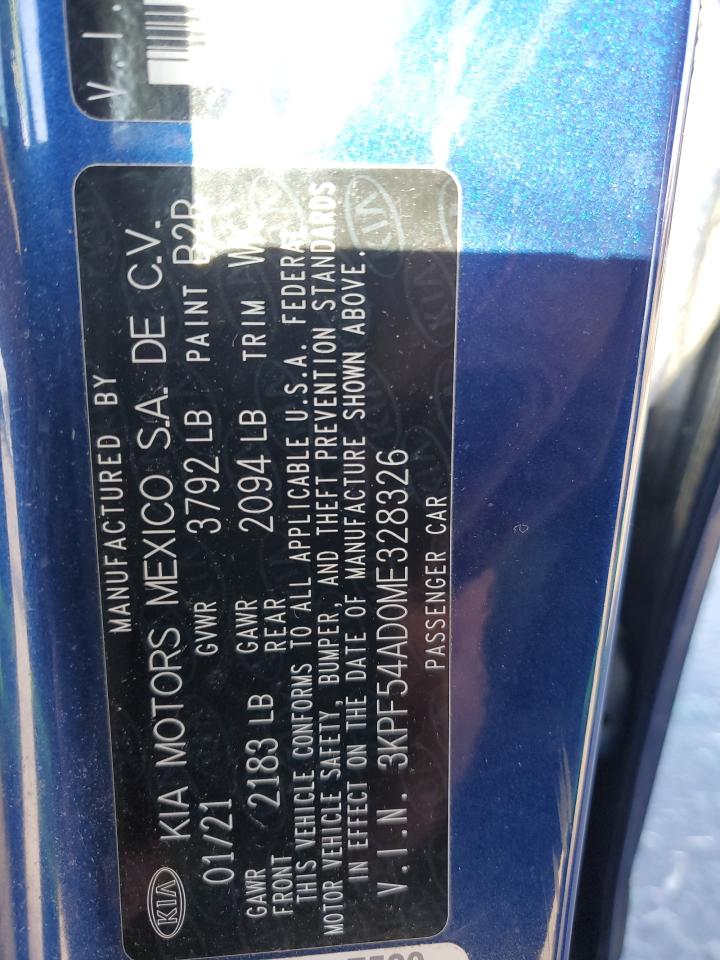 V.I.
MANUFACTURED BY
KIA KIA MOTORS MEXICO S.A. DE C.V.
01/21 GVWR 3792 LB PAINT
GAWR FRONT 2183 LB GAWR REAR 2094 LB TRIM
THIS VEHICLE CONFORMS TO ALL APPLICABLE U.S.A. FEDERAL
MOTOR VEHICLE SAFETY, BUMPER, AND THEFT PREVENTION STANDARDS
IN EFFECT ON THE DATE OF MANUFACTURE SHOWN ABOVE.
V.I.N. 3KPF54AD0ME328326
PASSENGER CAR